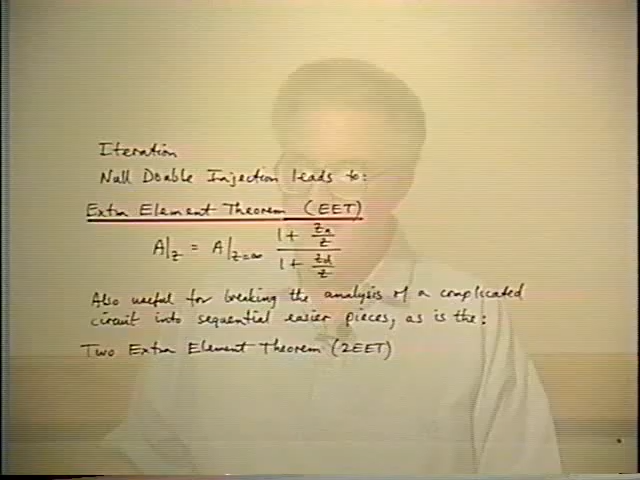 Iteration
Null Double Injection leads to:
Extra Element Theorem (EET)
A|z = A|z=∞ (1 + zn/z) / (1 + zd/z)
Also useful for breaking the analysis of a complicated
circuit into sequential easier pieces, as is the:
Two Extra Element Theorem (2EET)